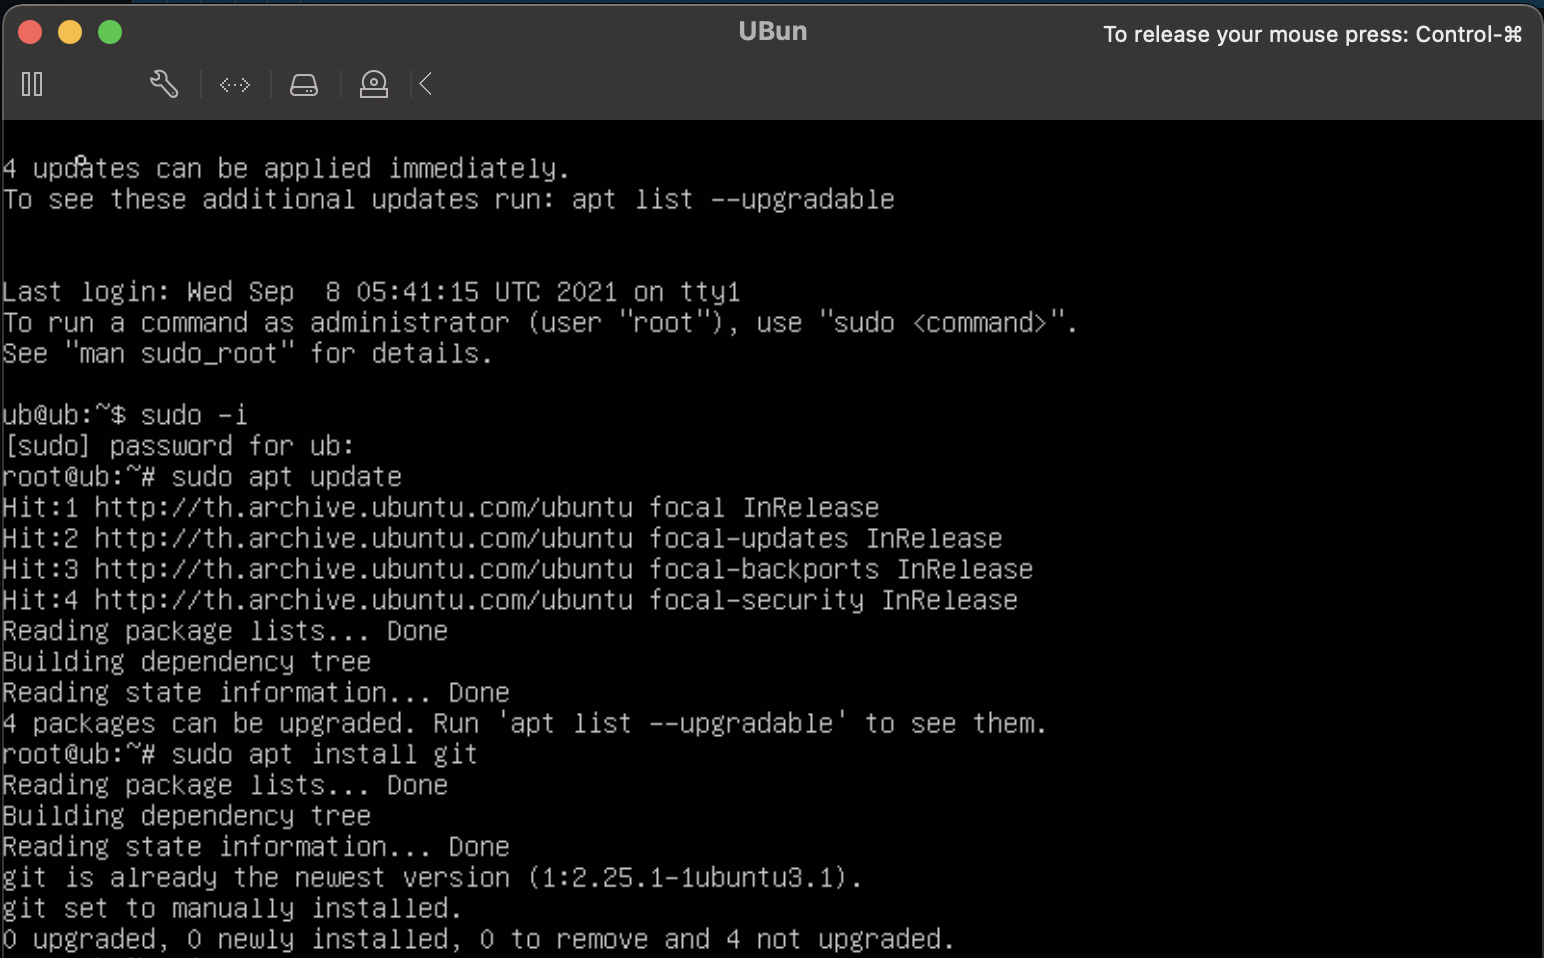 UBun
To release your mouse press: Control-⌘
4 updates can be applied immediately.
To see these additional updates run: apt list --upgradable
Last login: Wed Sep  8 05:41:15 UTC 2021 on tty1
To run a command as administrator (user "root"), use "sudo <command>".
See "man sudo_root" for details.
ub@ub:~$ sudo -i
[sudo] password for ub:
root@ub:~# sudo apt update
Hit:1 http://th.archive.ubuntu.com/ubuntu focal InRelease
Hit:2 http://th.archive.ubuntu.com/ubuntu focal-updates InRelease
Hit:3 http://th.archive.ubuntu.com/ubuntu focal-backports InRelease
Hit:4 http://th.archive.ubuntu.com/ubuntu focal-security InRelease
Reading package lists... Done
Building dependency tree
Reading state information... Done
4 packages can be upgraded. Run 'apt list --upgradable' to see them.
root@ub:~# sudo apt install git
Reading package lists... Done
Building dependency tree
Reading state information... Done
git is already the newest version (1:2.25.1-1ubuntu3.1).
git set to manually installed.
0 upgraded, 0 newly installed, 0 to remove and 4 not upgraded.